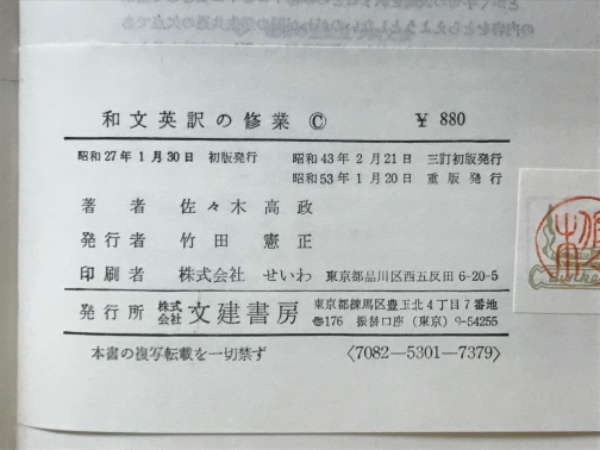 和文英訳の修業 © ￥ 880
昭和27年1月30日 初版発行 昭和43年2月21日 三訂初版発行
昭和53年1月20日 重版発行
著者 佐々木高政
発行者 竹田憲正
印刷者 株式会社 せいわ 東京都品川区西五反田6-20-5
発行所 株式会社 文建書房 東京都練馬区豊玉北4丁目7番地
〠176 振替口座(東京)9-54255
本書の複写転載を一切禁ず 〈7082—5301—7379〉